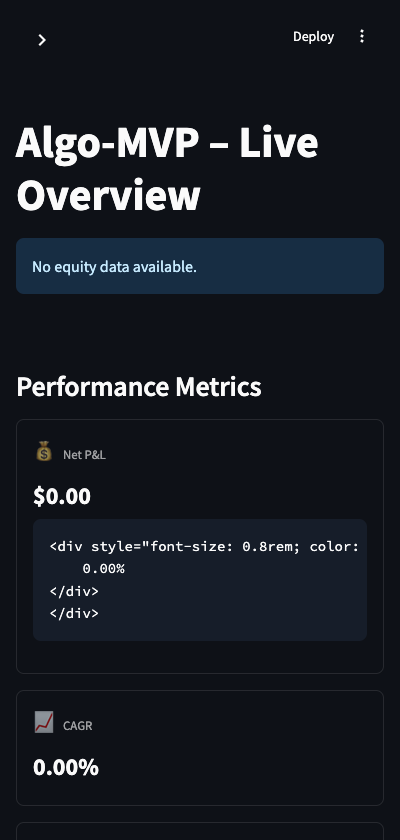 Deploy
Algo-MVP – Live
Overview
No equity data available.
Performance Metrics
Net P&L
$0.00
<div style="font-size: 0.8rem; color:
    0.00%
</div>
</div>
CAGR
0.00%